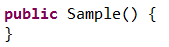 public Sample() {
}